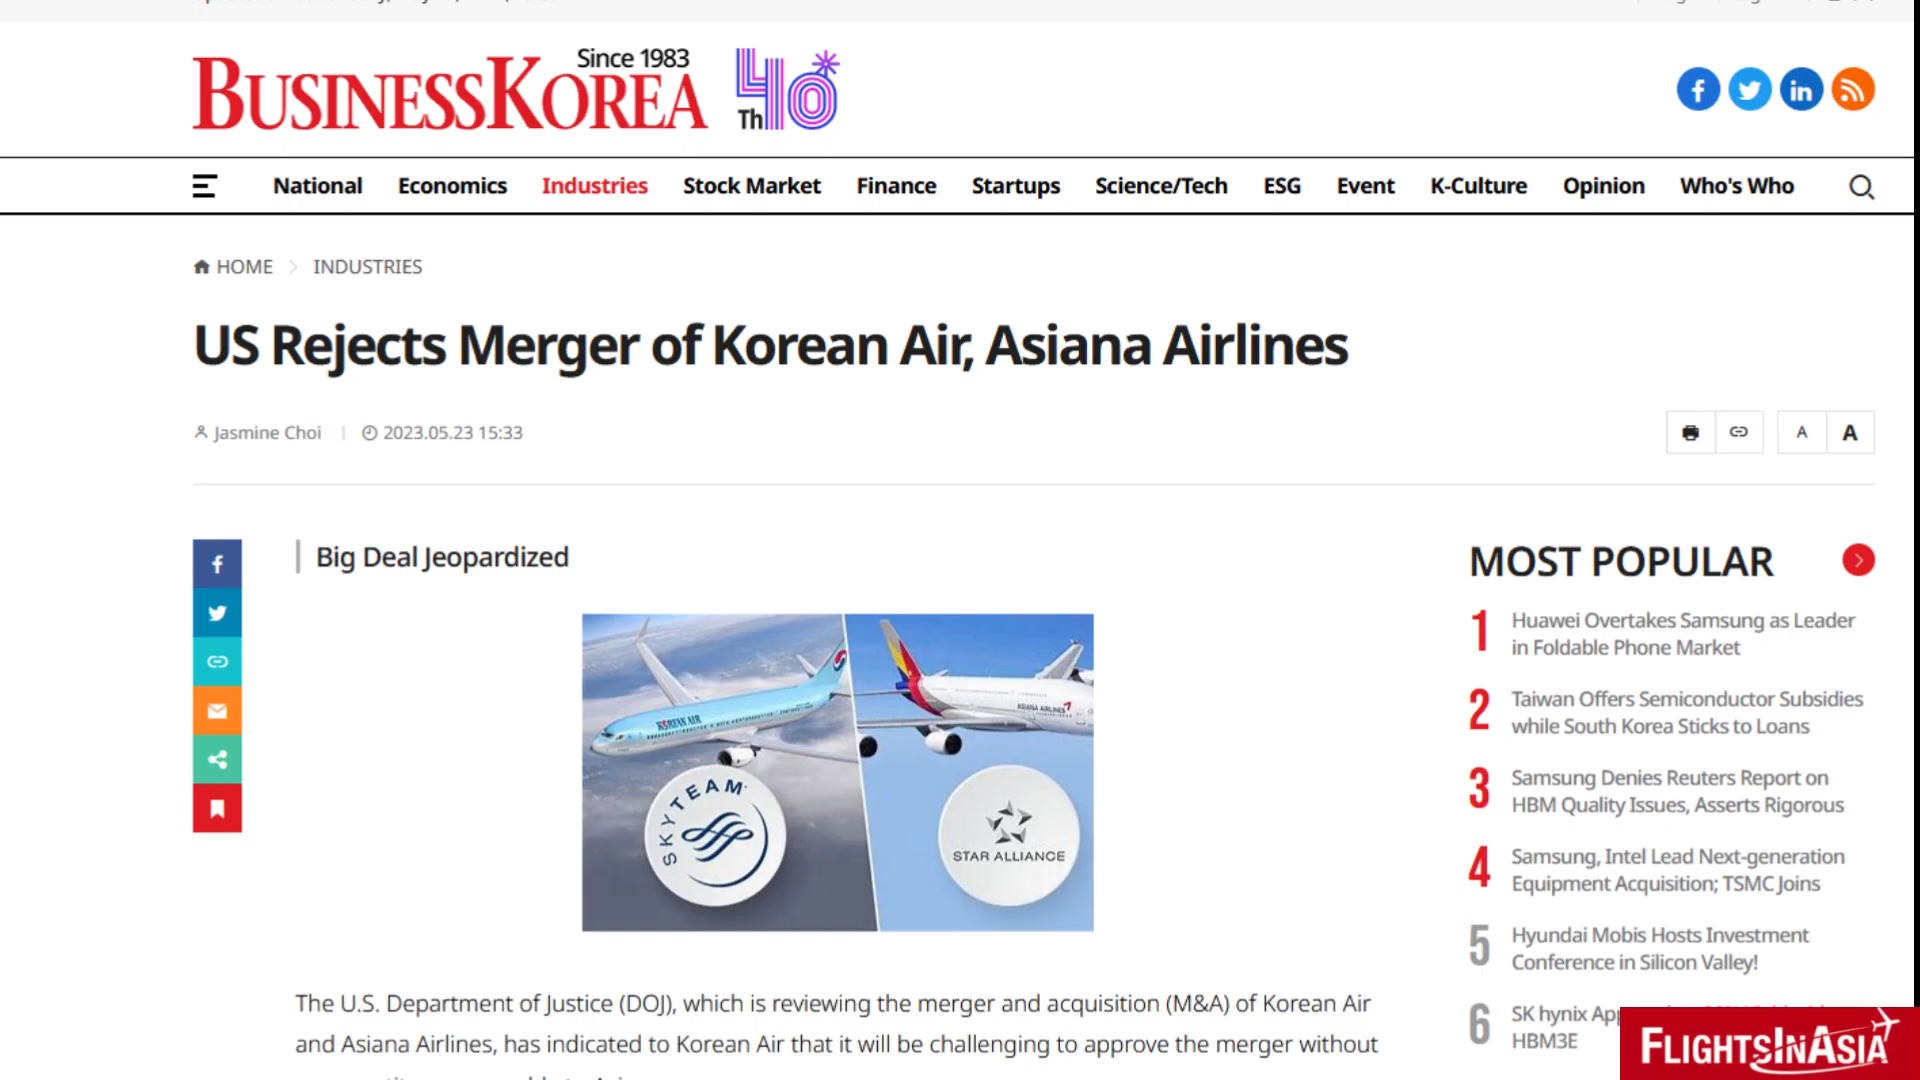 Since 1983
BUSINESSKOREA
40 Th
National Economics Industries Stock Market Finance Startups Science/Tech ESG Event K-Culture Opinion Who's Who
HOME INDUSTRIES
US Rejects Merger of Korean Air, Asiana Airlines
Jasmine Choi | 2023.05.23 15:33
A A
Big Deal Jeopardized
KOREAN AIR
ASIANA AIRLINES
SKYTEAM
STAR ALLIANCE
The U.S. Department of Justice (DOJ), which is reviewing the merger and acquisition (M&A) of Korean Air
and Asiana Airlines, has indicated to Korean Air that it will be challenging to approve the merger without
MOST POPULAR
1 Huawei Overtakes Samsung as Leader
in Foldable Phone Market
2 Taiwan Offers Semiconductor Subsidies
while South Korea Sticks to Loans
3 Samsung Denies Reuters Report on
HBM Quality Issues, Asserts Rigorous
4 Samsung, Intel Lead Next-generation
Equipment Acquisition; TSMC Joins
5 Hyundai Mobis Hosts Investment
Conference in Silicon Valley!
6 SK hynix
HBM3E
FLIGHTSINASIA